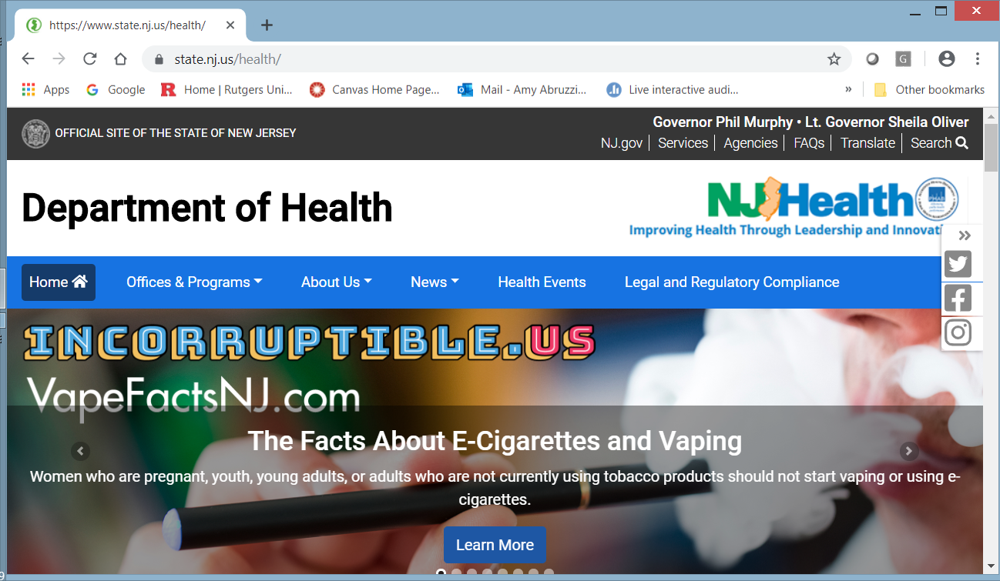 https://www.state.nj.us/health/
state.nj.us/health/
G
Apps
Google
Home | Rutgers Uni...
Canvas Home Page...
Mail - Amy Abruzzi...
Live interactive audi...
»
Other bookmarks
OFFICIAL SITE OF THE STATE OF NEW JERSEY
Governor Phil Murphy • Lt. Governor Sheila Oliver
NJ.gov | Services | Agencies | FAQs | Translate | Search
Department of Health
NJHealth
PHAB
Improving Health Through Leadership and Innovati
Home
Offices & Programs
About Us
News
Health Events
Legal and Regulatory Compliance
INCORRUPTIBLE.US
VapeFactsNJ.com
The Facts About E-Cigarettes and Vaping
Women who are pregnant, youth, young adults, or adults who are not currently using tobacco products should not start vaping or using e-
cigarettes.
Learn More